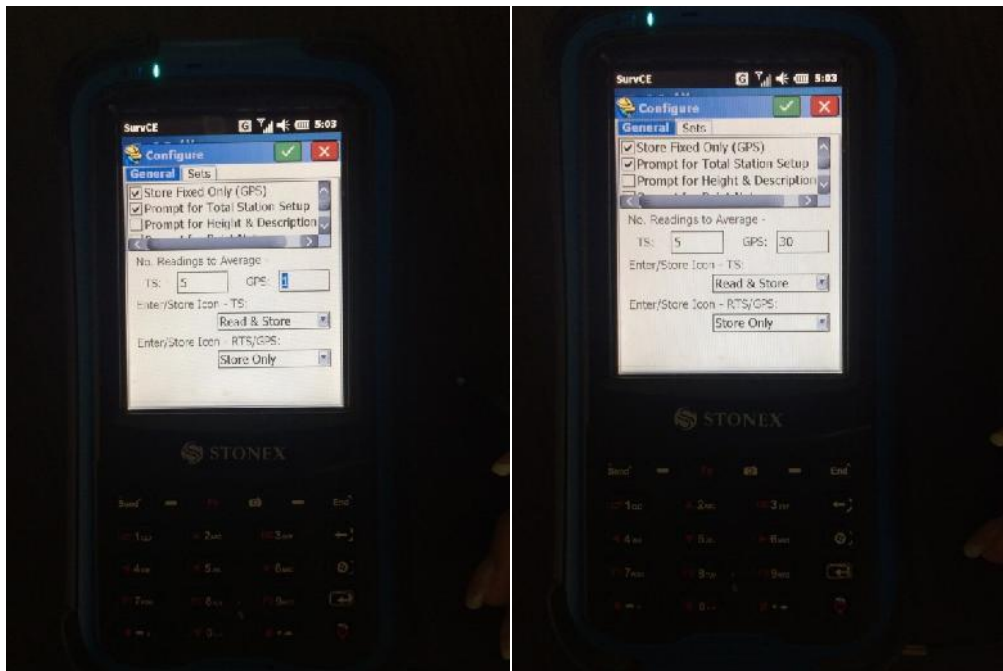 SurvCE G 5:03
Configure
General Sets
Store Fixed Only (GPS)
Prompt for Total Station Setup
Prompt for Height & Description
No. Readings to Average -
TS: 5 GPS: 1
Enter/Store Icon - TS:
Read & Store
Enter/Store Icon - RTS/GPS:
Store Only
STONEX
Send End
SurvCE G 5:03
Configure
General Sets
Store Fixed Only (GPS)
Prompt for Total Station Setup
Prompt for Height & Description
No. Readings to Average -
TS: 5 GPS: 30
Enter/Store Icon - TS:
Read & Store
Enter/Store Icon - RTS/GPS:
Store Only
STONEX
Send End